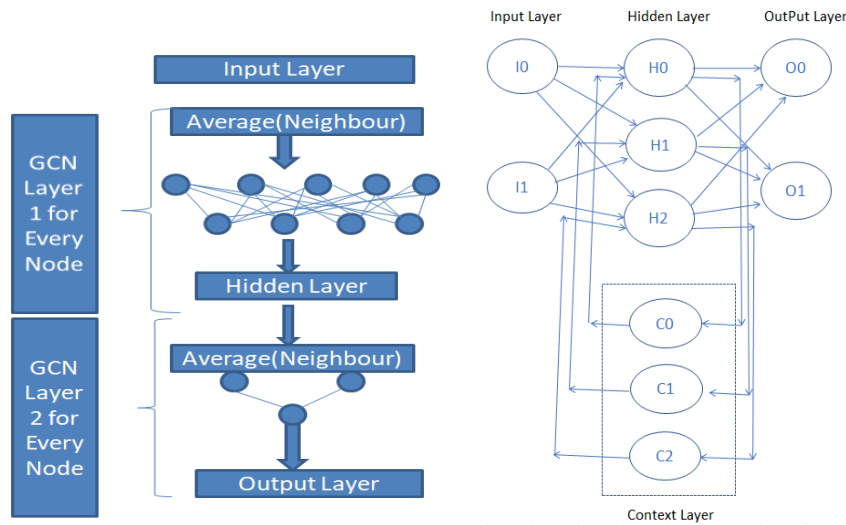 Input Layer
GCN
Layer
1 for
Every
Node
Average(Neighbour)
Hidden Layer
GCN
Layer
2 for
Every
Node
Average(Neighbour)
Output Layer
Input Layer
Hidden Layer
OutPut Layer
I0
H0
O0
H1
I1
O1
H2
C0
C1
C2
Context Layer